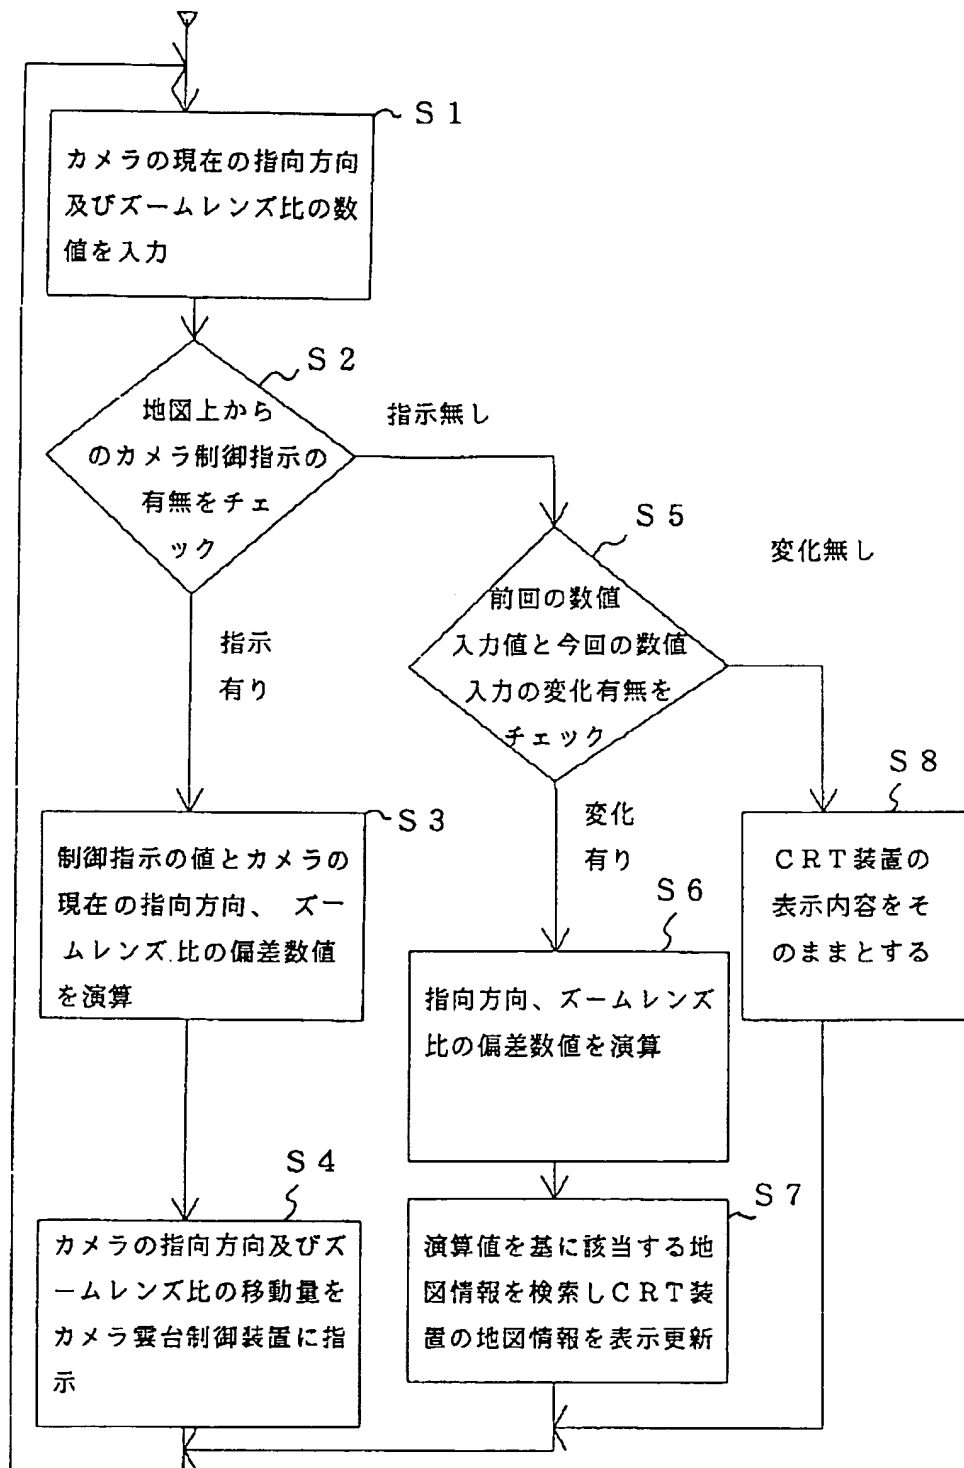 S1
カメラの現在の指向方向
及びズームレンズ比の数
値を入力
S2
地図上から
のカメラ制御指示の
有無をチェ
ック
指示無し
指示
有り
S5
前回の数値
入力値と今回の数値
入力の変化有無を
チェック
変化無し
変化
有り
S3
制御指示の値とカメラの
現在の指向方向、 ズー
ムレンズ.比の偏差数値
を演算
S4
カメラの指向方向及びズ
ームレンズ比の移動量を
カメラ雲台制御装置に指
示
S6
指向方向、ズームレンズ
比の偏差数値を演算
S7
演算値を基に該当する地
図情報を検索しCRT装
置の地図情報を表示更新
S8
CRT装置の
表示内容をそ
のままとする